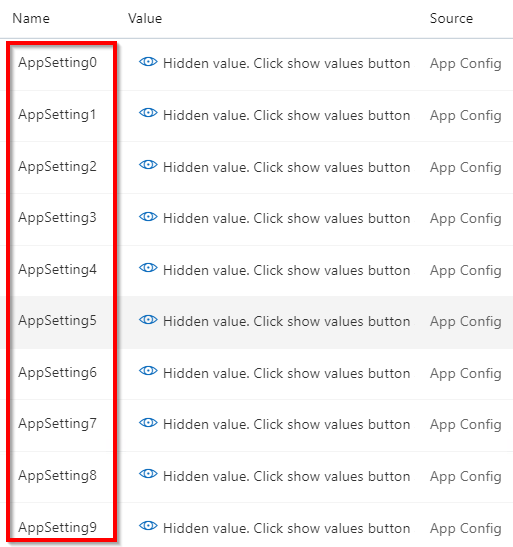 Name Value Source
AppSetting0 Hidden value. Click show values button App Config
AppSetting1 Hidden value. Click show values button App Config
AppSetting2 Hidden value. Click show values button App Config
AppSetting3 Hidden value. Click show values button App Config
AppSetting4 Hidden value. Click show values button App Config
AppSetting5 Hidden value. Click show values button App Config
AppSetting6 Hidden value. Click show values button App Config
AppSetting7 Hidden value. Click show values button App Config
AppSetting8 Hidden value. Click show values button App Config
AppSetting9 Hidden value. Click show values button App Config